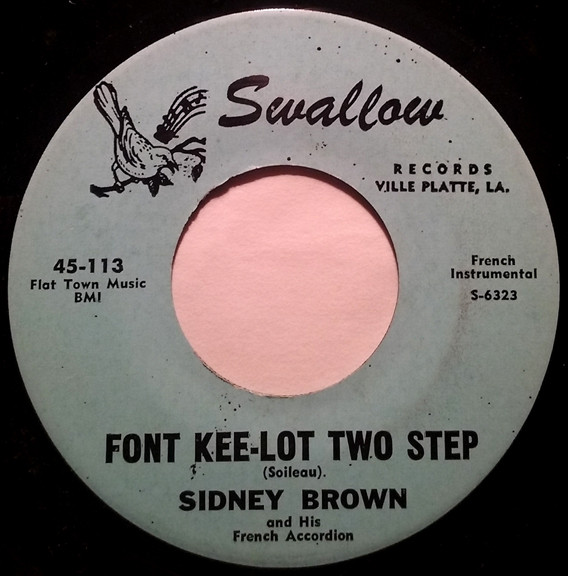 Swallow
RECORDS
VILLE PLATTE, LA.
45-113
Flat Town Music
BMI
French
Instrumental
S-6323
FONT KEE-LOT TWO STEP
(Soileau).
SIDNEY BROWN
and His
French Accordion